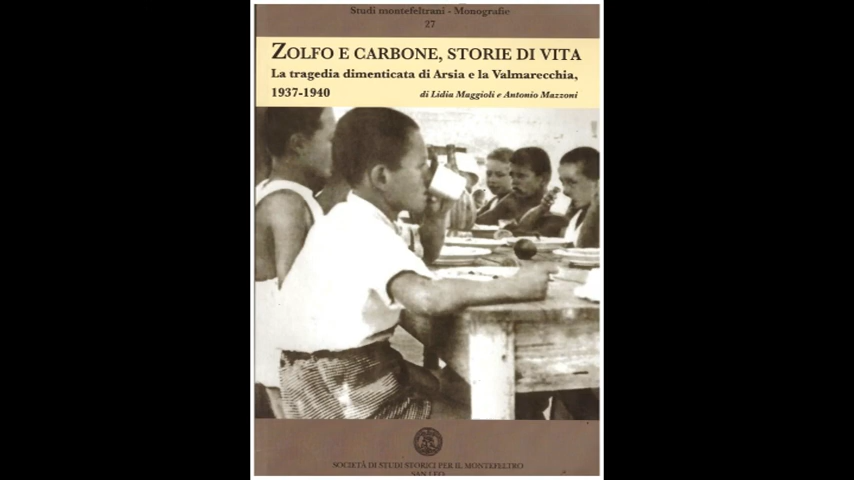 Studi montefeltrani - Monografie
27
ZOLFO E CARBONE, STORIE DI VITA
La tragedia dimenticata di Arsia e la Valmarecchia,
1937-1940 di Lidia Maggioli e Antonio Mazzoni
SOCIETÀ DI STUDI STORICI PER IL MONTEFELTRO
SAN LEO